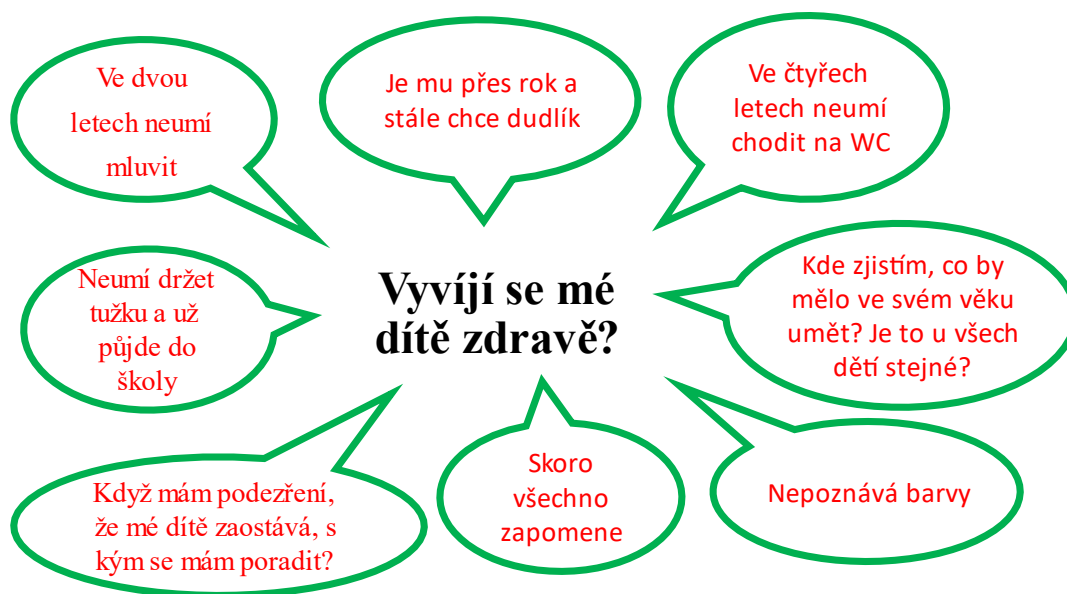 Ve dvou
letech neumí
mluvit
Je mu přes rok a
stále chce dudlík
Ve čtyřech
letech neumí
chodit na WC
Neumí držet
tužku a už
půjde do
školy
Vyvíjí se mé
dítě zdravě?
Kde zjistím, co by
mělo ve svém věku
umět? Je to u všech
dětí stejné?
Když mám podezření,
že mé dítě zaostává, s
kým se mám poradit?
Skoro
všechno
zapomene
Nepoznává barvy